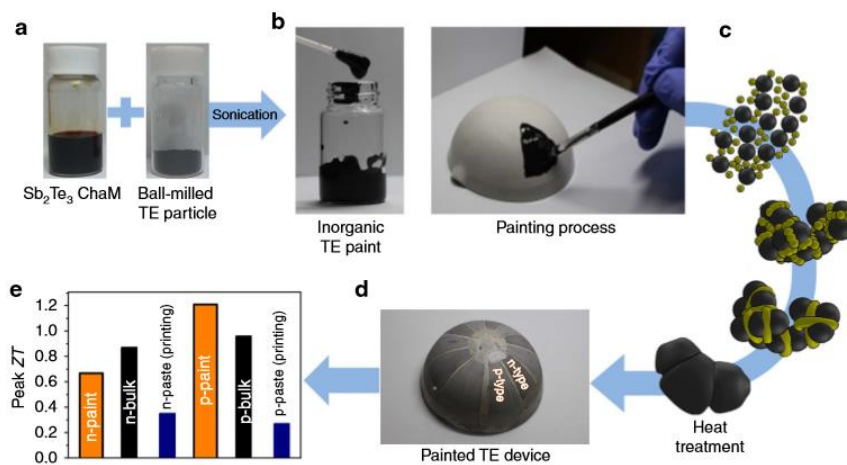 a
Sb₂Te₃ ChaM
Ball-milled
TE particle
Sonication
b
Inorganic
TE paint
Painting process
c
Heat
treatment
d
n-type
p-type
Painted TE device
e
Peak ZT
1.2
1.0
0.8
0.6
0.4
0.2
0.0
n-paint
n-bulk
n-paste (printing)
p-paint
p-bulk
p-paste (printing)